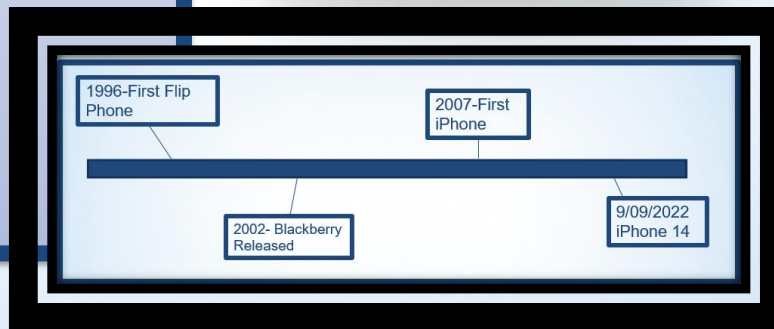 1996-First Flip
Phone
2002- Blackberry
Released
2007-First
iPhone
9/09/2022
iPhone 14